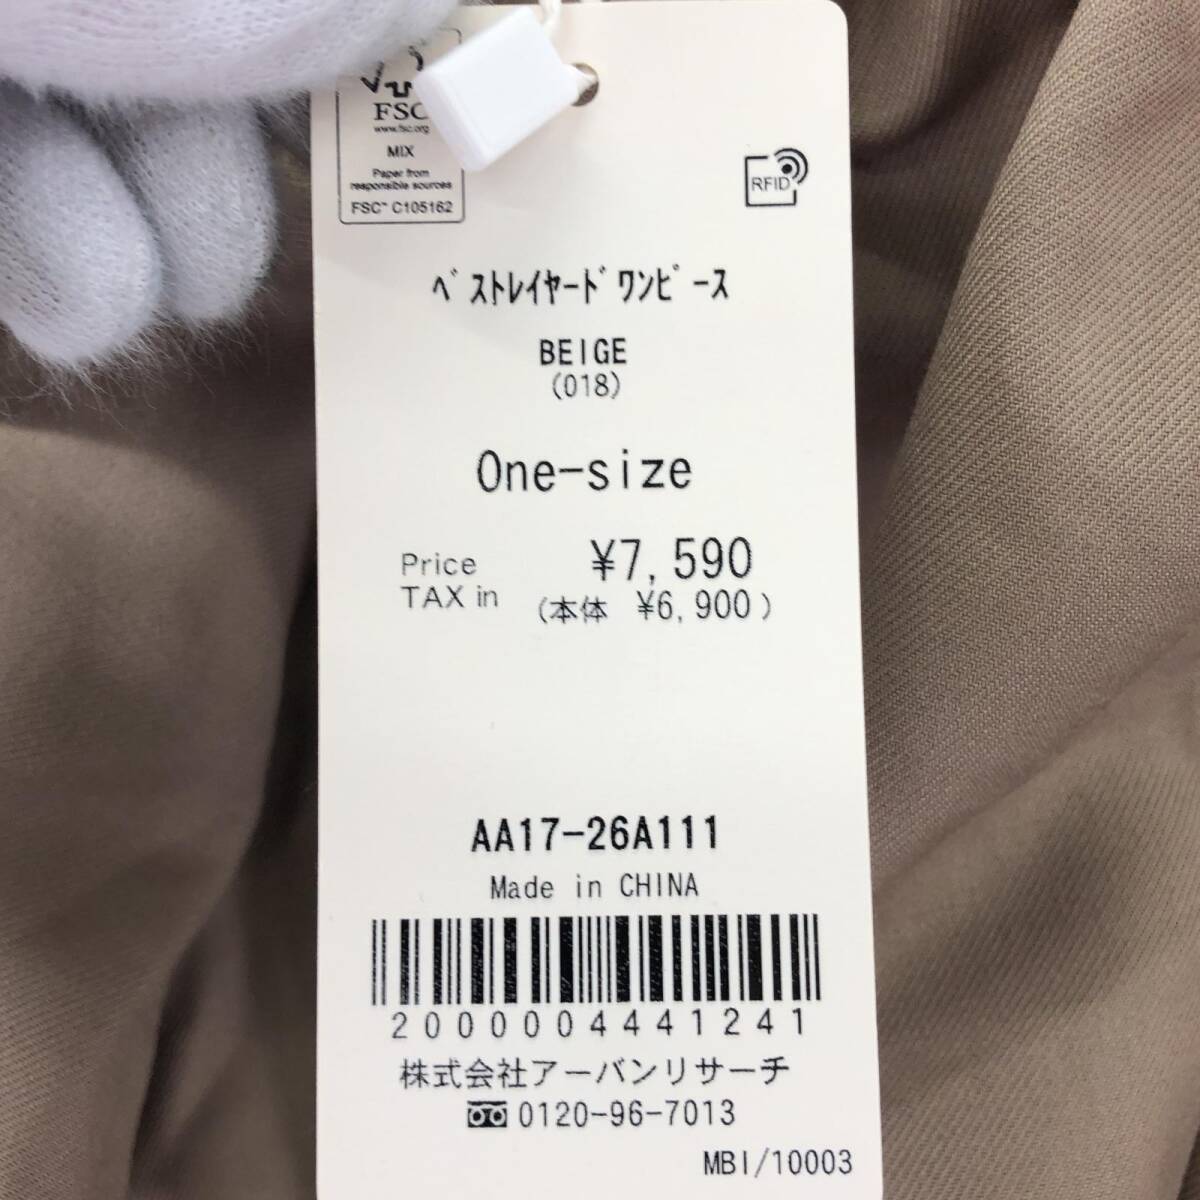 FSC
www.fsc.org
MIX
Paper from
responsible sources
FSC™ C105162
RFID
ﾍﾞｽﾄﾚｲﾔｰﾄﾞﾜﾝﾋﾟｰｽ
BEIGE
(018)
One-size
Price ¥7,590
TAX in (本体 ¥6,900)
AA17-26A111
Made in CHINA
2000004441241
株式会社アーバンリサーチ
0120-96-7013
MBI/10003